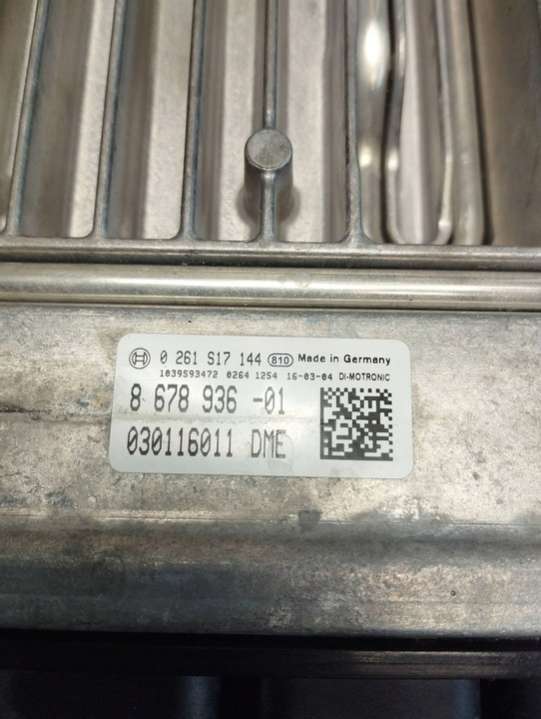 0 261 S17 144 810 Made in Germany
1039S93472 0264 1254 16-03-04 DI-MOTRONIC
8 678 936 -01
030116011 DME